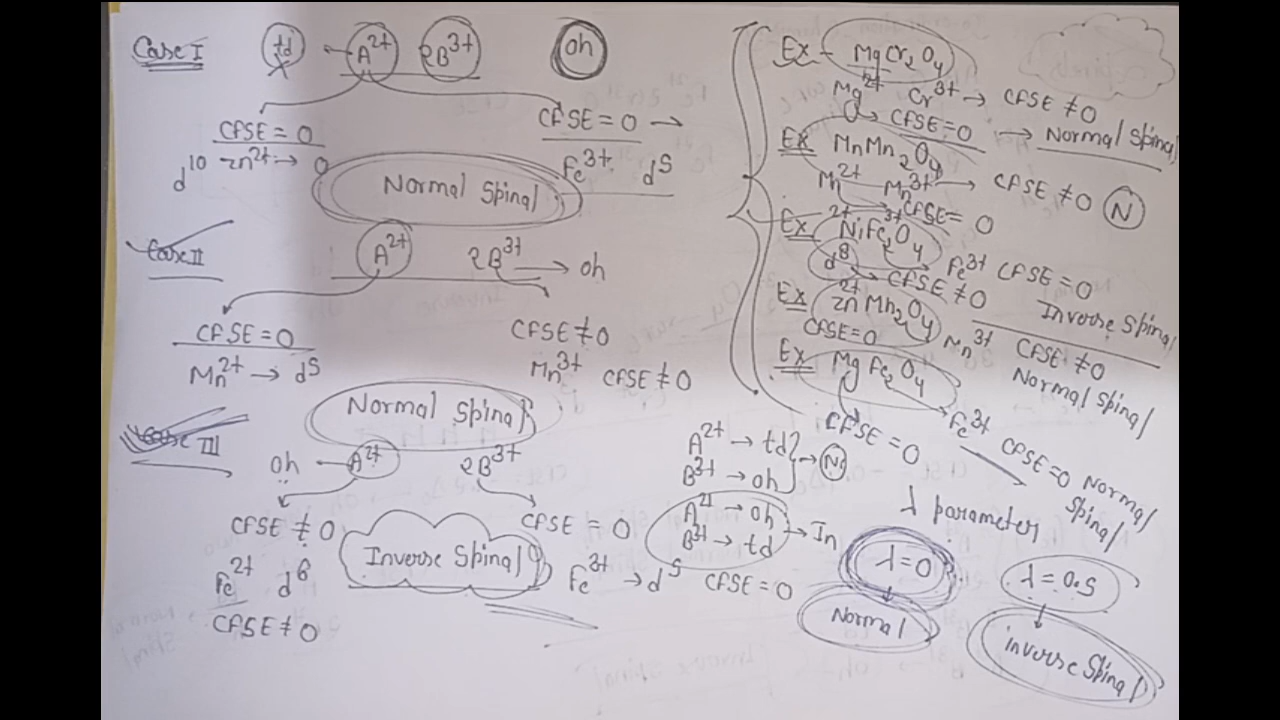 Case I td ← A²⁺ 2B³⁺ Oh
CFSE = 0 CFSE = 0 →
d¹⁰ zn²⁺ → 0 Fe³⁺ d⁵
Normal Spinal
Case II A²⁺ 2B³⁺ → oh
CFSE = 0 CFSE ≠ 0
Mn²⁺ → d⁵ Mn³⁺ CFSE ≠ 0
Normal Spinal
Case III
oh ← A²⁺ 2B³⁺
CFSE ≠ 0 CFSE = 0
Inverse Spinal
Fe²⁺ d⁶ Fe³⁺ → d⁵ CFSE = 0
CFSE ≠ 0
Ex - MgCr₂O₄
Mg²⁺ Cr³⁺ → CFSE ≠ 0
CFSE = 0 → Normal Spinal
Ex MnMn₂O₄
Mn²⁺ Mn³⁺ → CFSE ≠ 0 N
CFSE = 0
Ex Ni²⁺Fe₂³⁺O₄
d⁸ Fe³⁺ CFSE = 0
CFSE ≠ 0 Inverse Spinal
Ex zn²⁺Mn₂O₄
CFSE = 0 Mn³⁺ CFSE ≠ 0
Normal Spinal
Ex MgFe₂O₄
CFSE = 0 Fe³⁺ CFSE = 0 Normal
Spinal
A²⁺ → td
B³⁺ → oh → N
A²⁺ → oh
B³⁺ → td → In
λ parameter
λ = 0 λ = 0.5
Normal inverse Spinal